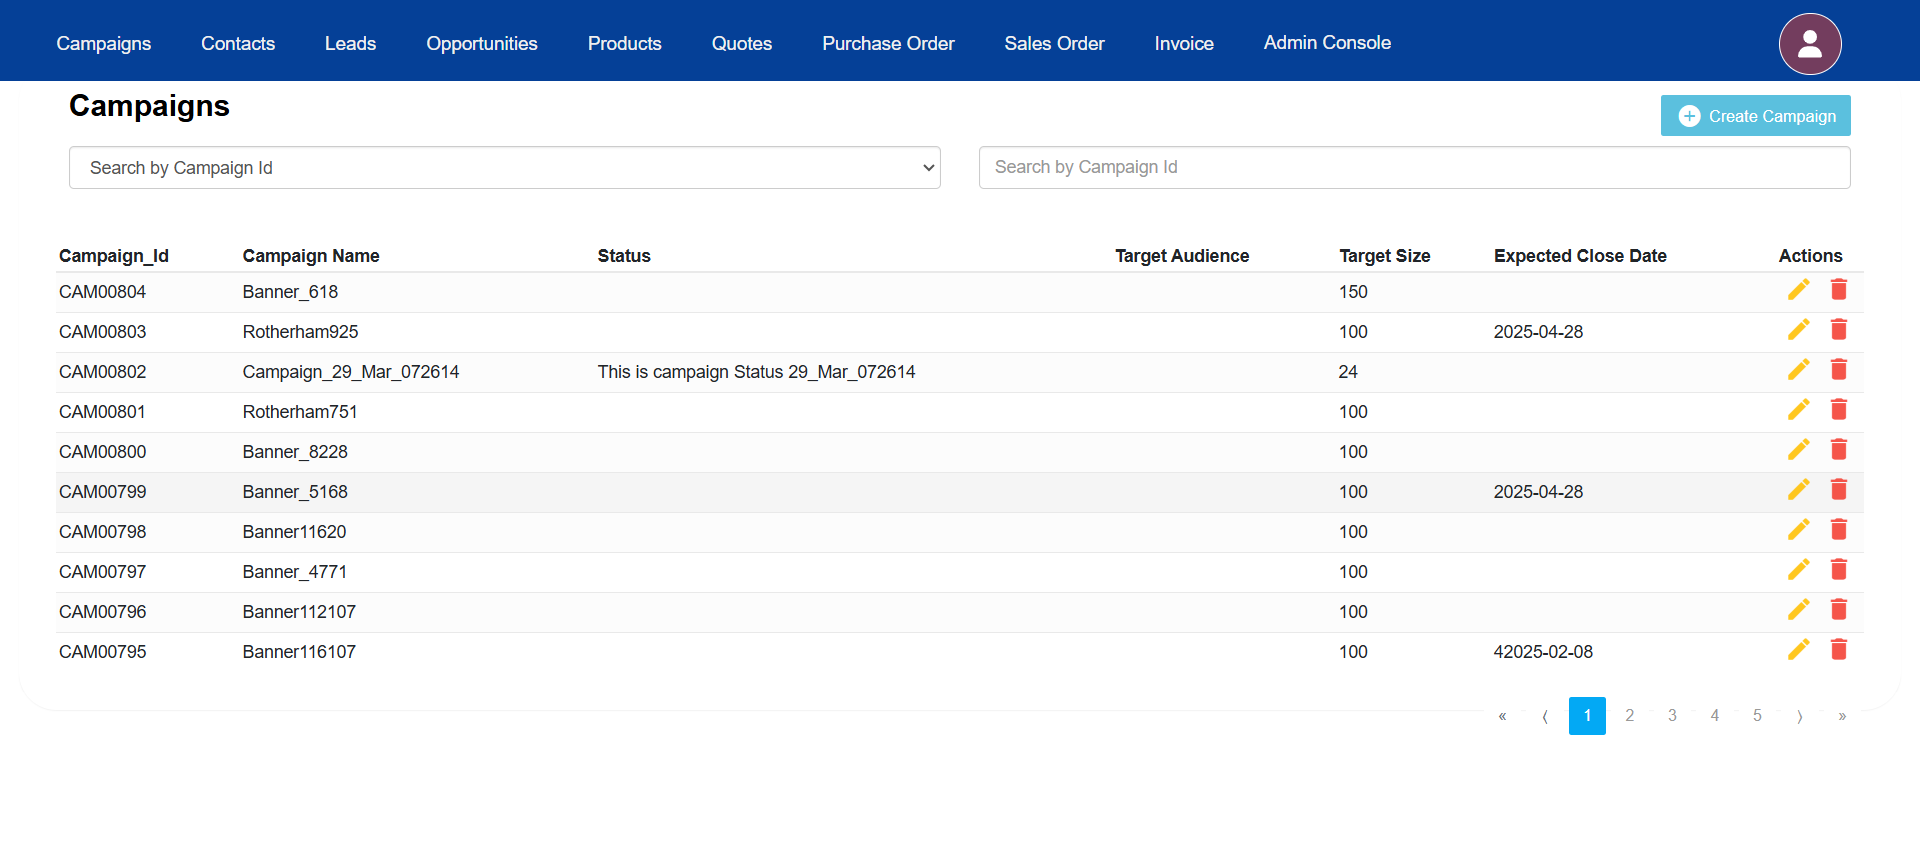 Campaigns Contacts Leads Opportunities Products Quotes Purchase Order Sales Order Invoice Admin Console
Campaigns
Create Campaign
Search by Campaign Id Search by Campaign Id
Campaign_Id Campaign Name Status Target Audience Target Size Expected Close Date Actions
CAM00804 Banner_618 150
CAM00803 Rotherham925 100 2025-04-28
CAM00802 Campaign_29_Mar_072614 This is campaign Status 29_Mar_072614 24
CAM00801 Rotherham751 100
CAM00800 Banner_8228 100
CAM00799 Banner_5168 100 2025-04-28
CAM00798 Banner11620 100
CAM00797 Banner_4771 100
CAM00796 Banner112107 100
CAM00795 Banner116107 100 42025-02-08
« ⟨ 1 2 3 4 5 ⟩ »